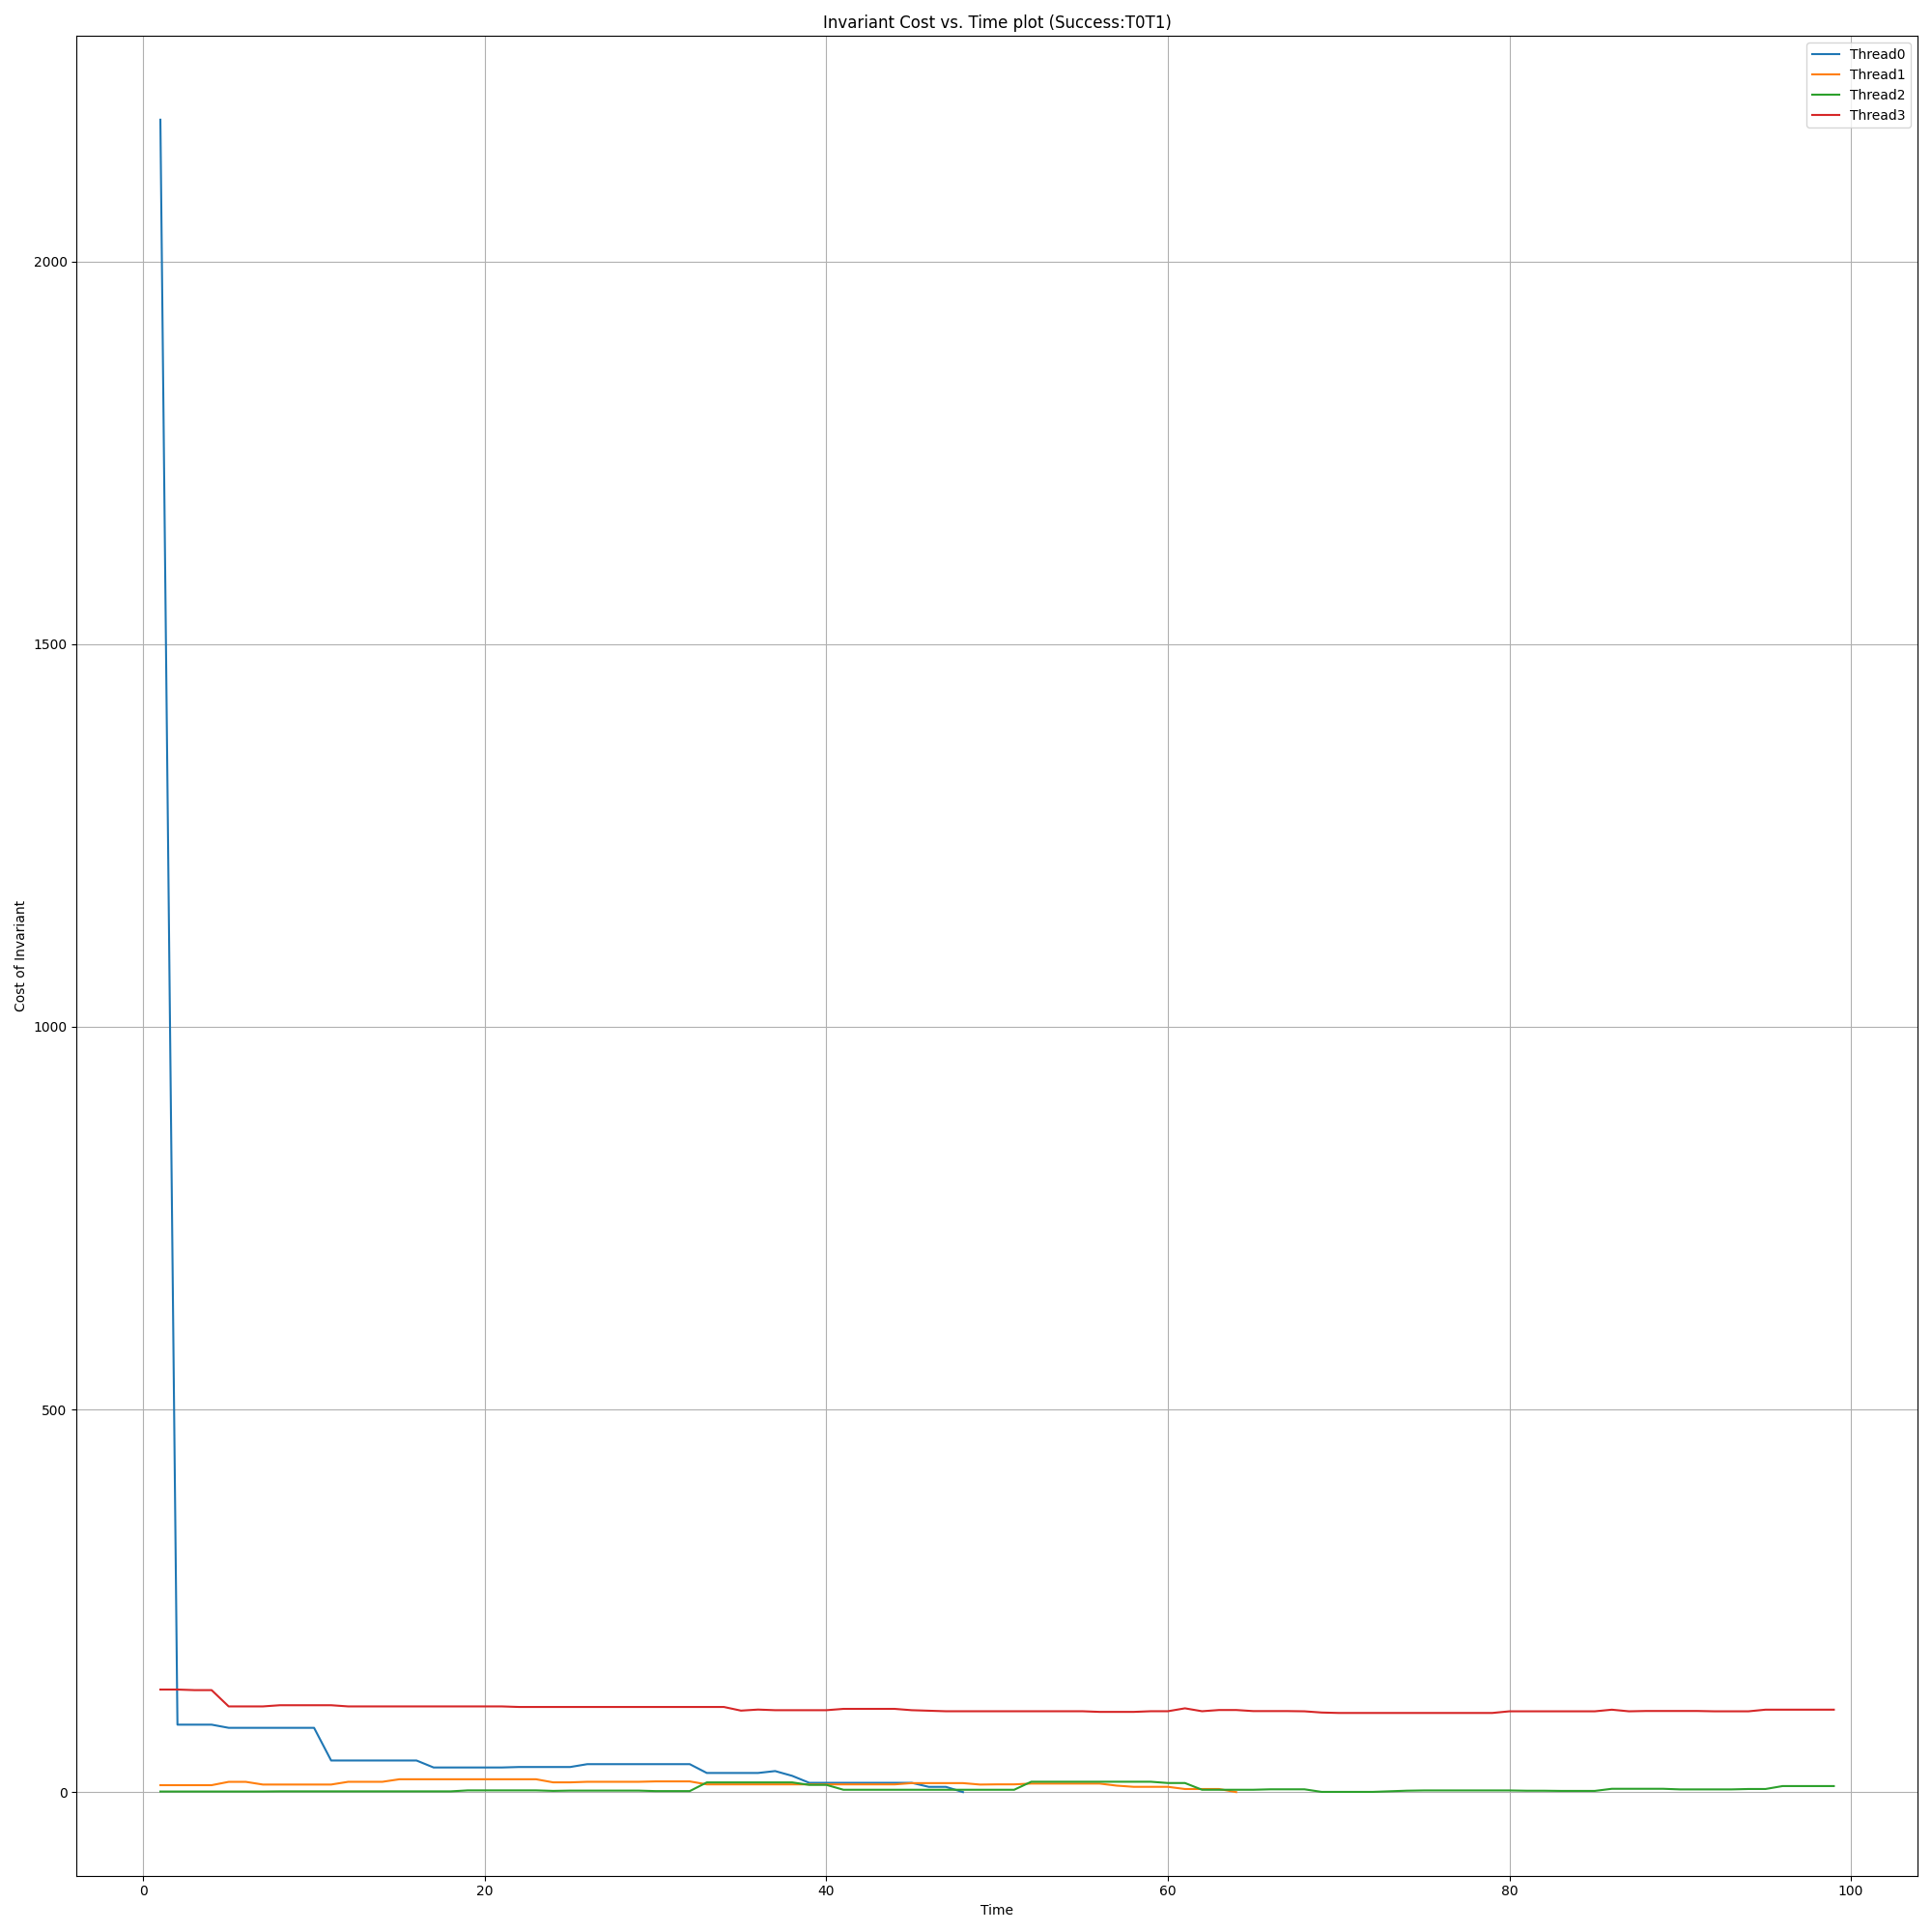 Invariant Cost vs. Time plot (Success:T0T1)
Thread0
Thread1
Thread2
Thread3
2000
1500
1000
500
0
Cost of Invariant
0 20 40 60 80 100
Time